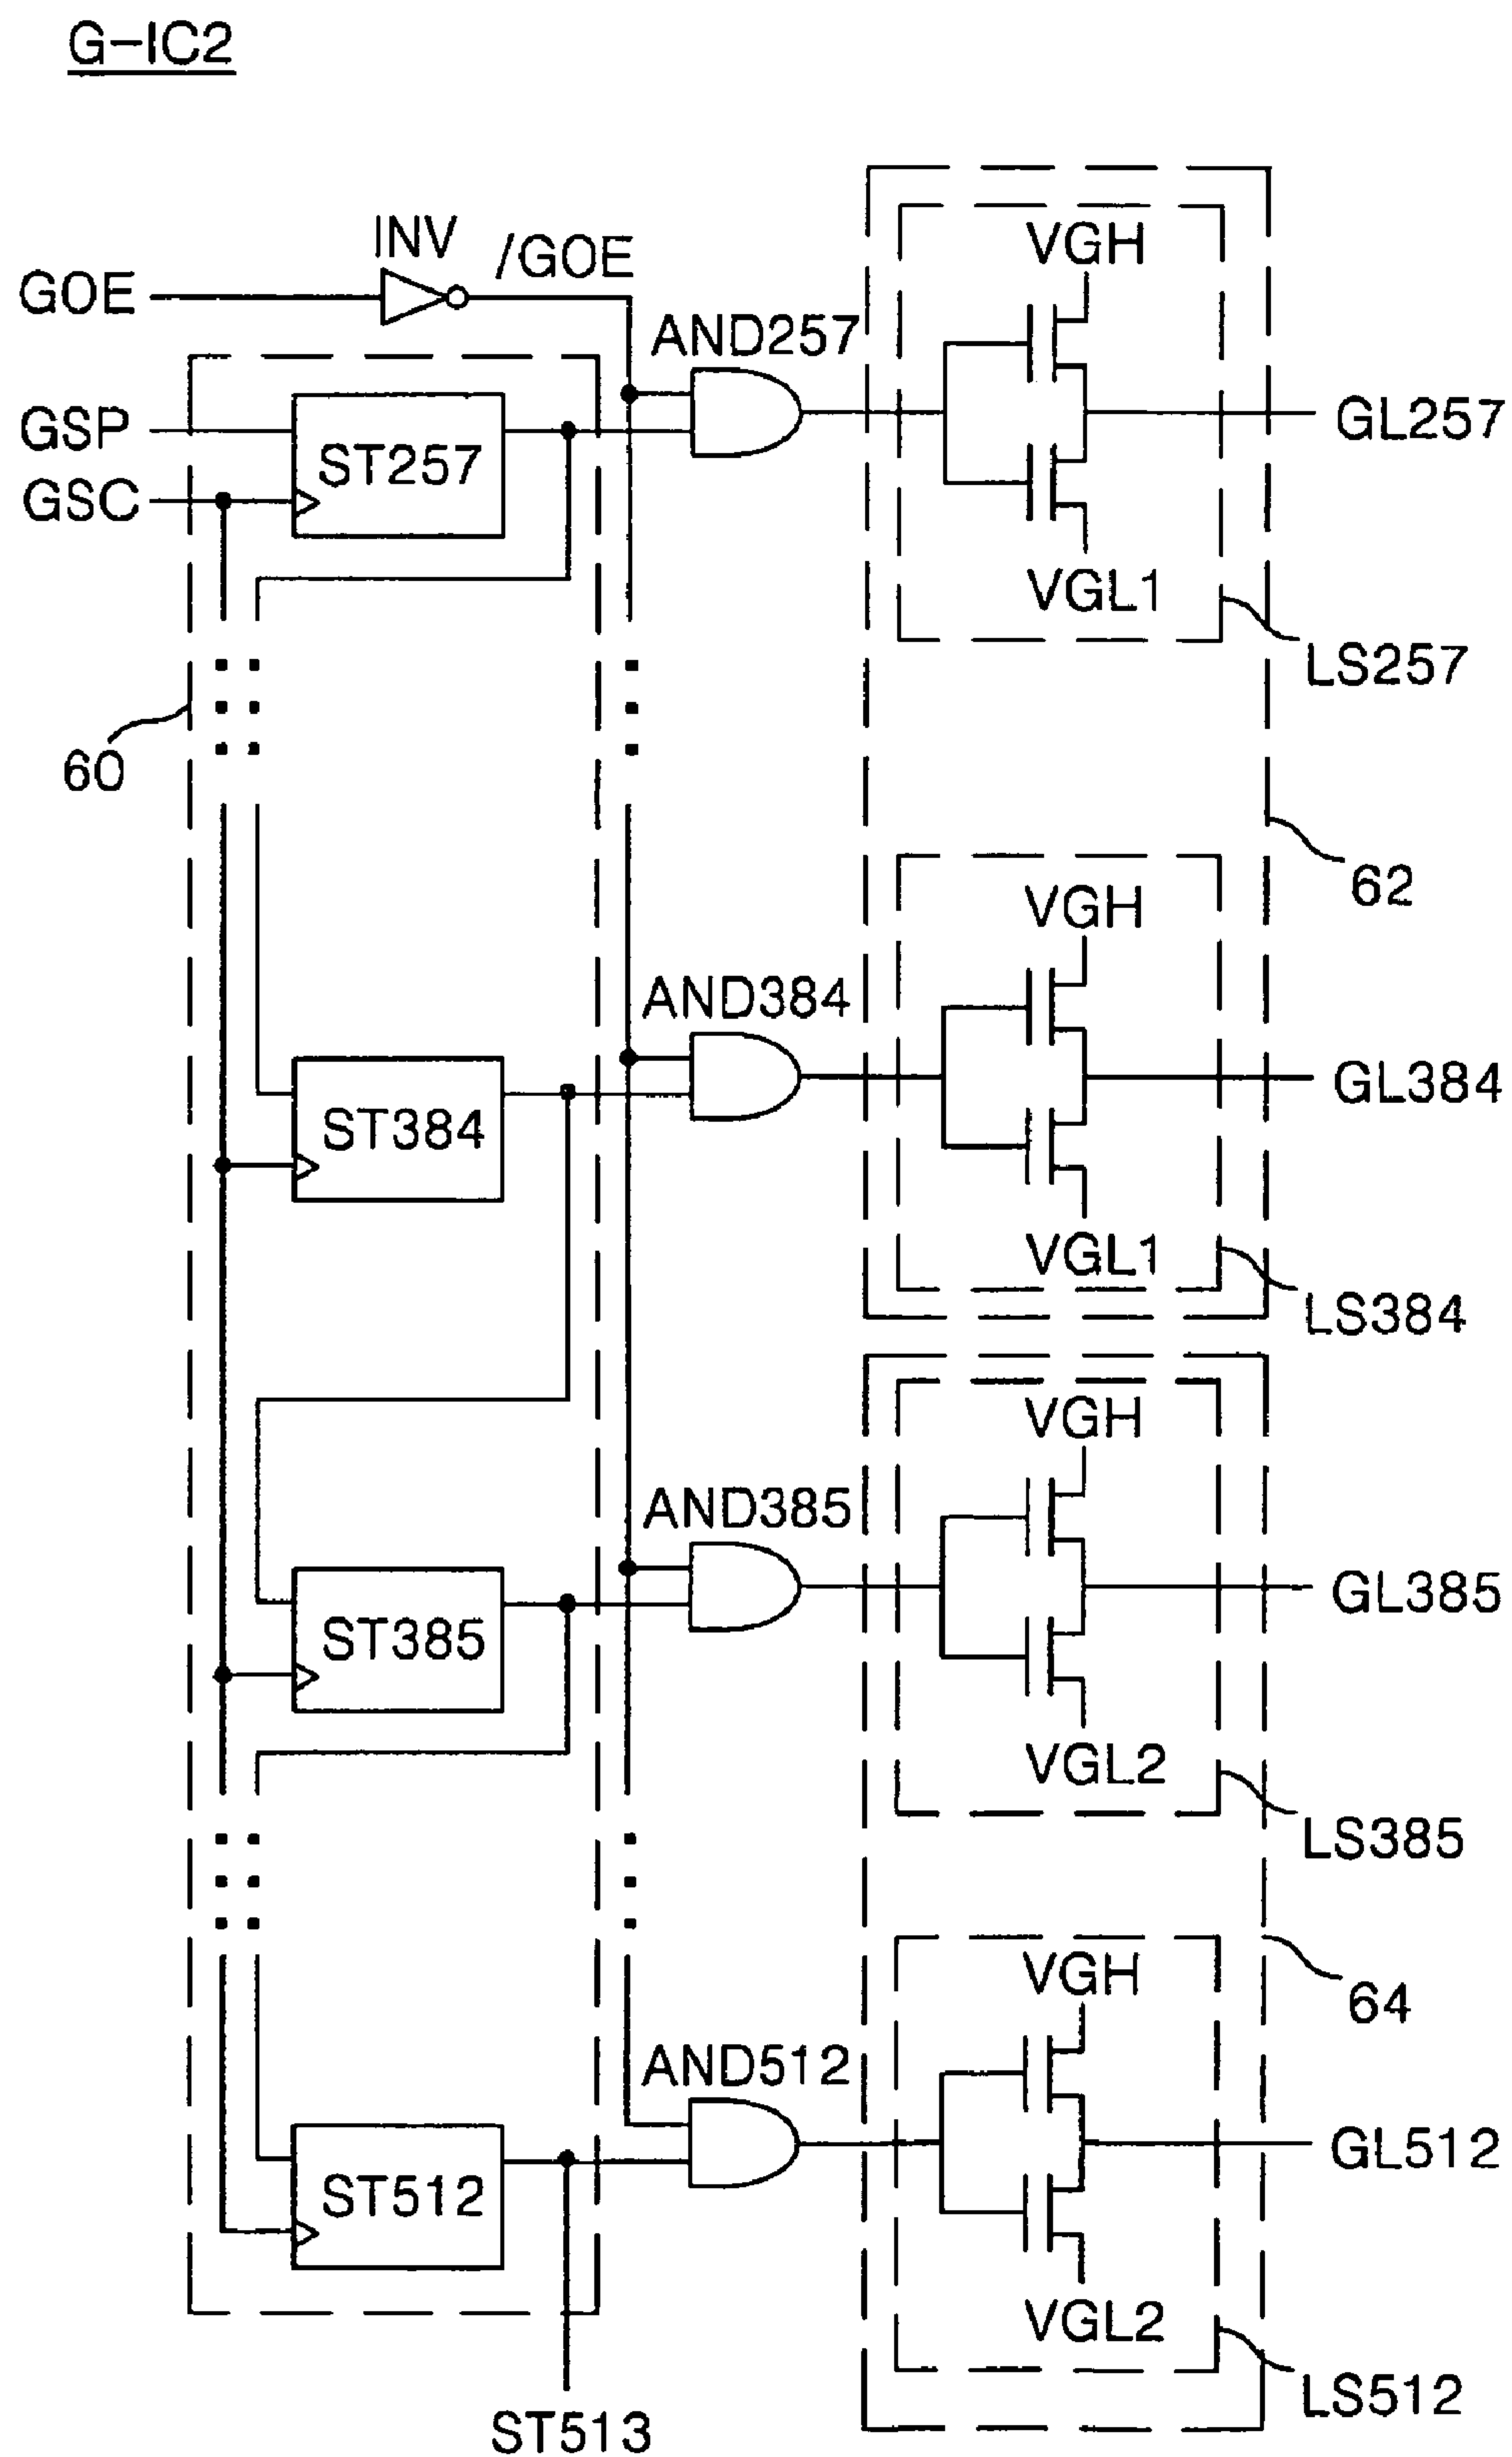 G-IC2
INV
/GOE
GOE
VGH
AND257
GSP
ST257
GL257
GSC
VGL1
LS257
60
62
VGH
AND384
GL384
ST384
VGL1
LS384
VGH
AND385
GL385
ST385
VGL2
LS385
VGH
64
AND512
GL512
ST512
VGL2
LS512
ST513